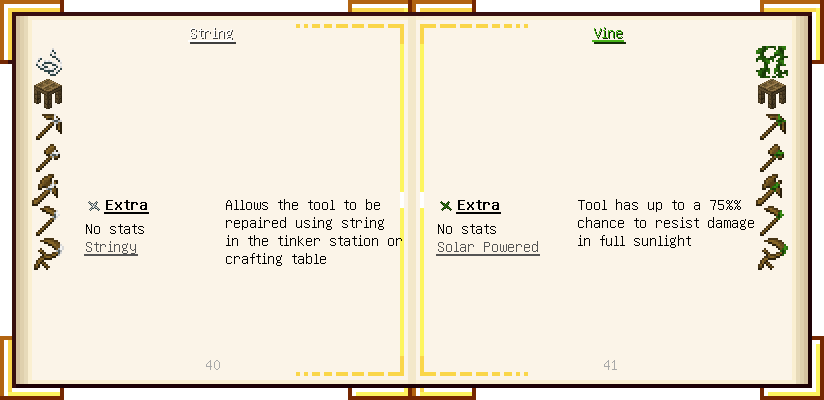 String
Extra
No stats
Stringy
Allows the tool to be
repaired using string
in the tinker station or
crafting table
40
Vine
Extra
No stats
Solar Powered
Tool has up to a 75%%
chance to resist damage
in full sunlight
41